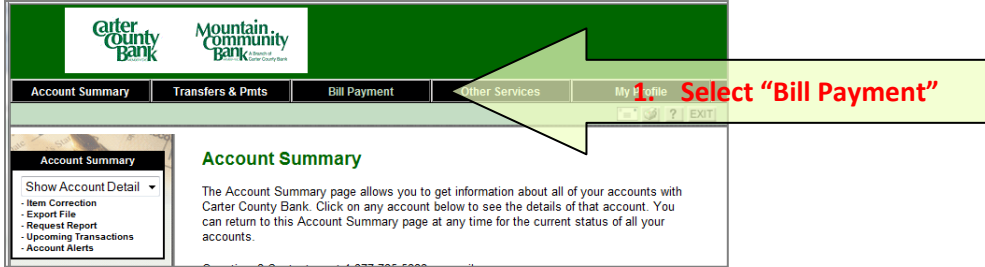 Carter County Bank
Mountain Community Bank
A Branch of Carter County Bank
Account Summary Transfers & Pmts Bill Payment Other Services My Profile
1. Select “Bill Payment”
? EXIT
Account Summary
Show Account Detail
- Item Correction
- Export File
- Request Report
- Upcoming Transactions
- Account Alerts
Account Summary
The Account Summary page allows you to get information about all of your accounts with
Carter County Bank. Click on any account below to see the details of that account. You
can return to this Account Summary page at any time for the current status of all your
accounts.